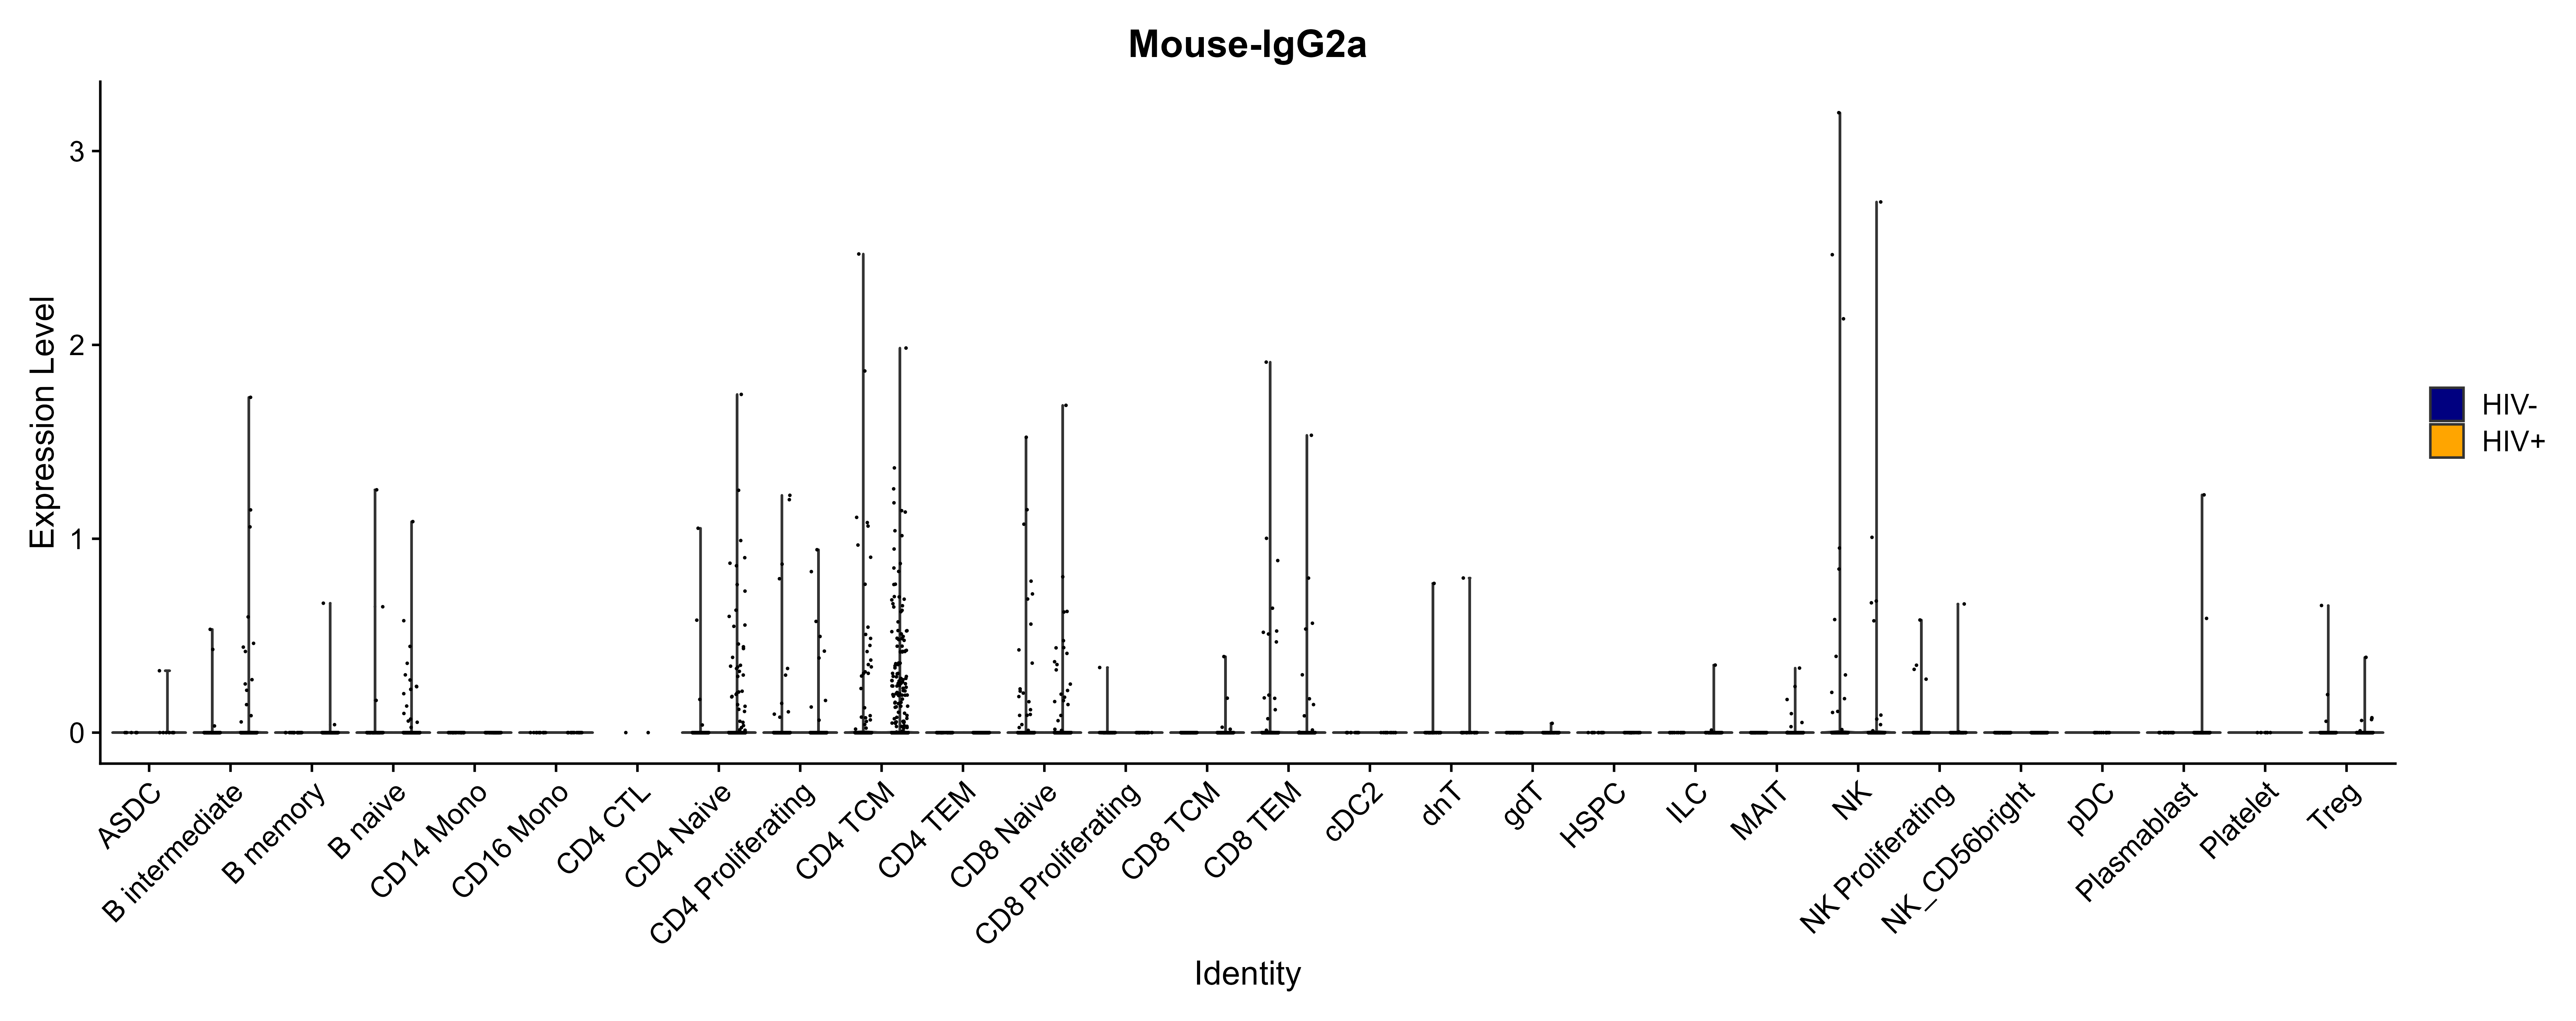 Mouse-IgG2a
Expression Level
3
2
1
0
HIV-
HIV+
ASDC
B intermediate
B memory
B naive
CD14 Mono
CD16 Mono
CD4 CTL
CD4 Naive
CD4 Proliferating
CD4 TCM
CD4 TEM
CD8 Naive
CD8 Proliferating
CD8 TCM
CD8 TEM
cDC2
dnT
gdT
HSPC
ILC
MAIT
NK
NK Proliferating
NK_CD56bright
pDC
Plasmablast
Platelet
Treg
Identity